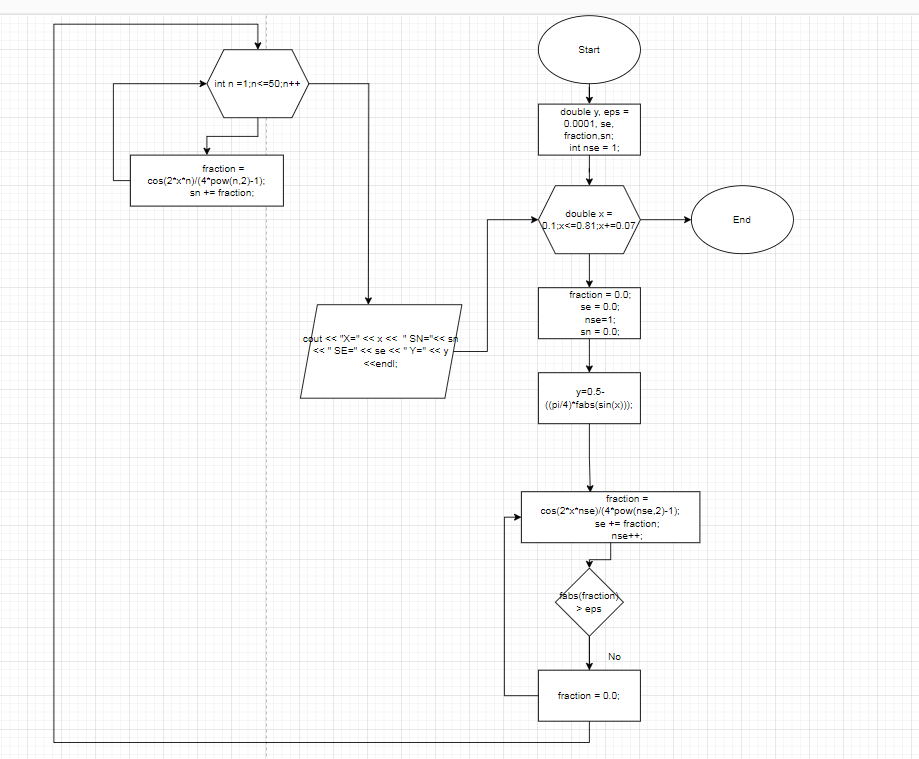 Start
double y, eps =
0.0001, se,
fraction,sn;
int nse = 1;
double x =
0.1;x<=0.81;x+=0.07
End
fraction = 0.0;
se = 0.0;
nse=1;
sn = 0.0;
y=0.5-
((pi/4)*fabs(sin(x)));
fraction =
cos(2*x*nse)/(4*pow(nse,2)-1);
se += fraction;
nse++;
fabs(fraction)
> eps
No
fraction = 0.0;
int n =1;n<=50;n++
fraction =
cos(2*x*n)/(4*pow(n,2)-1);
sn += fraction;
cout << "X=" << x << " SN="<< sn
<< " SE=" << se << " Y=" << y
<<endl;